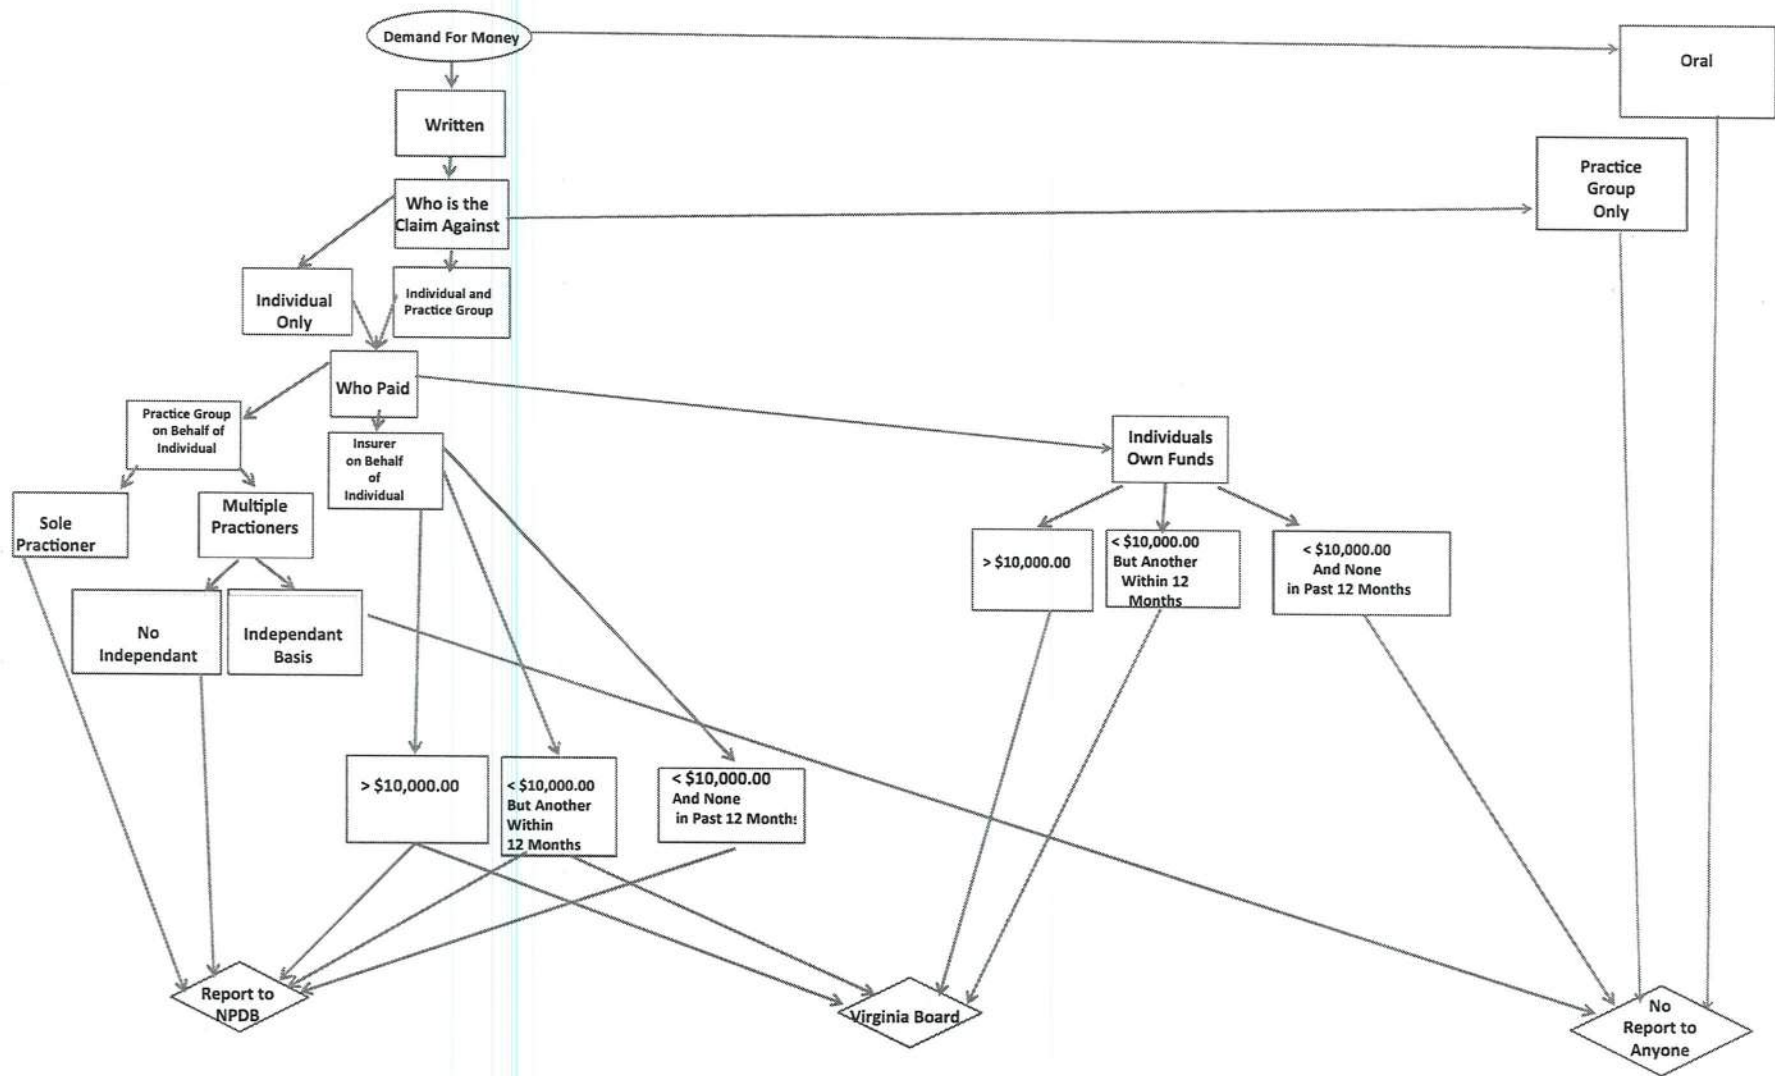 Demand For Money
Oral
Written
Practice
Group
Only
Who is the
Claim Against
Individual
Only
Individual and
Practice Group
Who Paid
Practice Group
on Behalf of
Individual
Insurer
on Behalf
of
Individual
Individuals
Own Funds
Sole
Practioner
Multiple
Practioners
> $10,000.00
< $10,000.00
But Another
Within 12
Months
< $10,000.00
And None
in Past 12 Months
No
Independant
Independant
Basis
> $10,000.00
< $10,000.00
But Another
Within
12 Months
< $10,000.00
And None
in Past 12 Months
Report to
NPDB
Virginia Board
No
Report to
Anyone